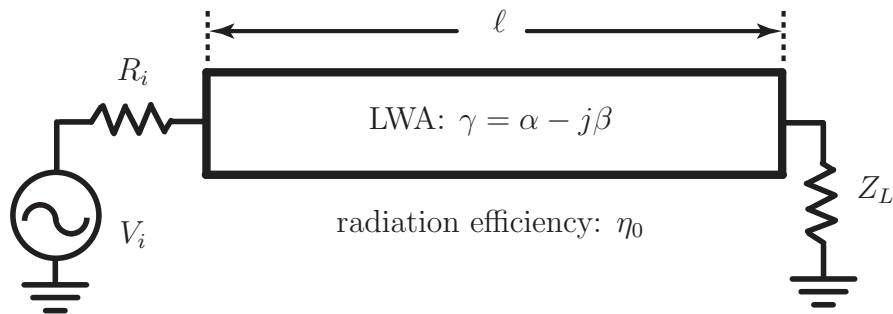 ℓ
R_i
LWA: γ = α − jβ
Z_L
V_i
radiation efficiency: η_0